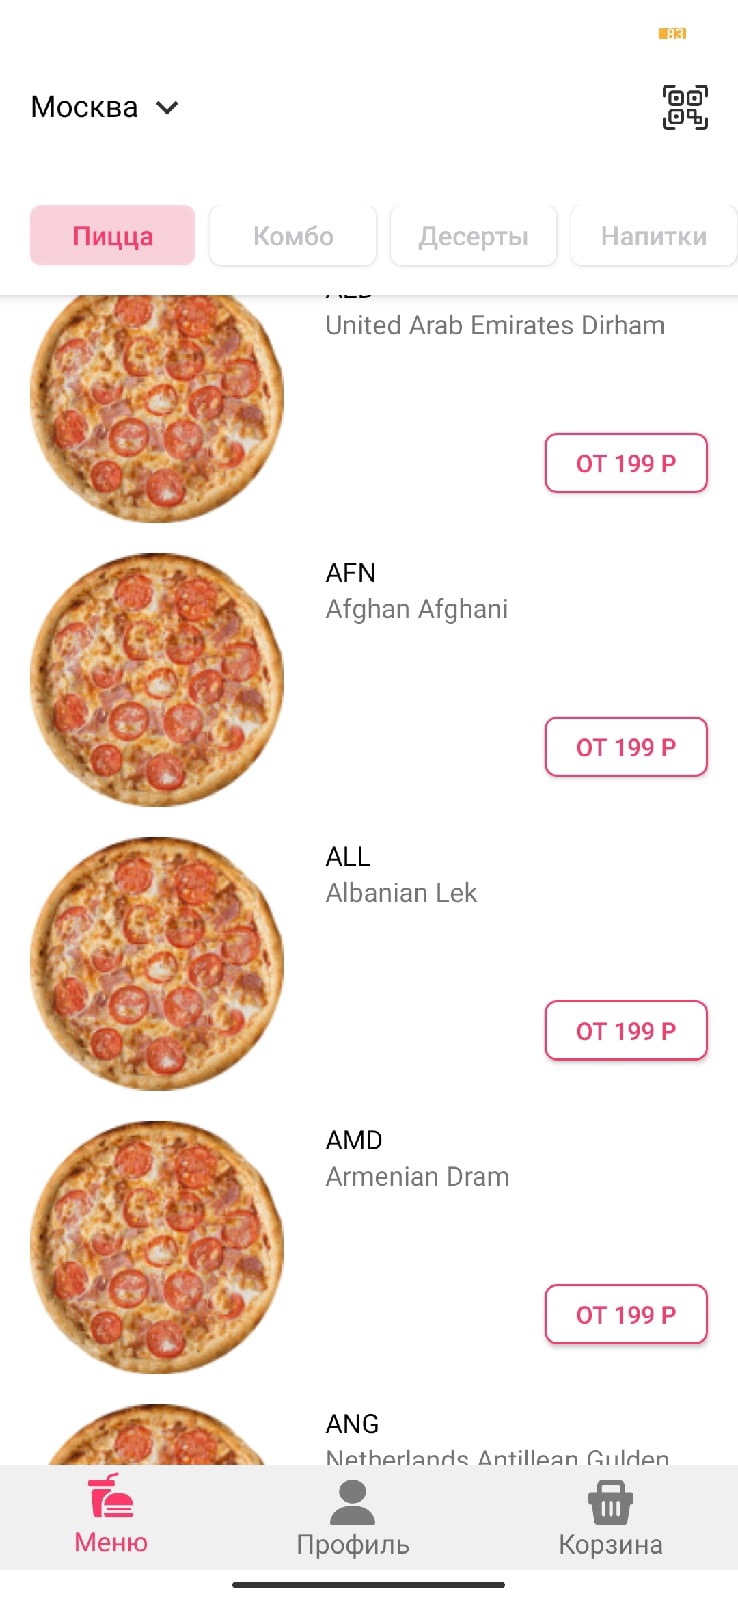 83
Москва
Пицца
Комбо
Десерты
Напитки
United Arab Emirates Dirham
ОТ 199 Р
AFN
Afghan Afghani
ОТ 199 Р
ALL
Albanian Lek
ОТ 199 Р
AMD
Armenian Dram
ОТ 199 Р
ANG
Netherlands Antillean Gulden
Меню
Профиль
Корзина